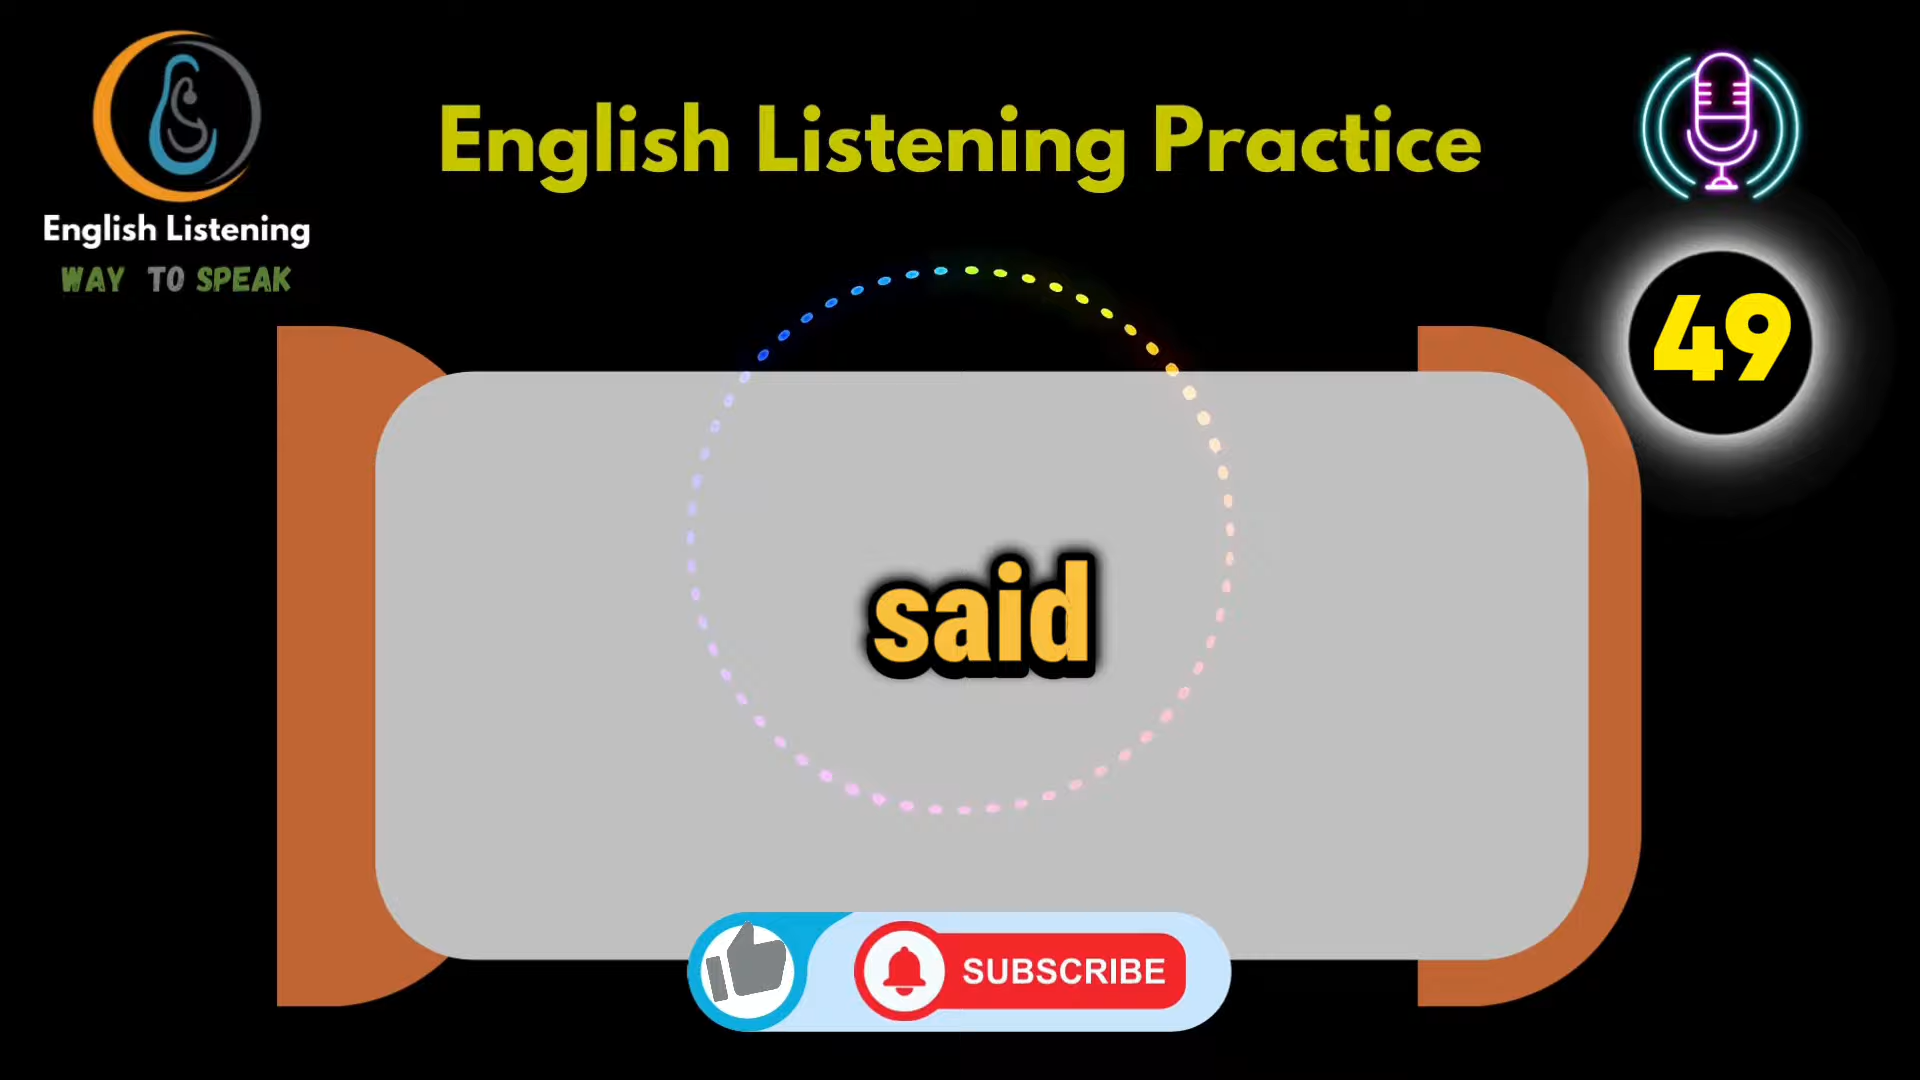 English Listening Practice
English Listening
WAY TO SPEAK
49
said
SUBSCRIBE